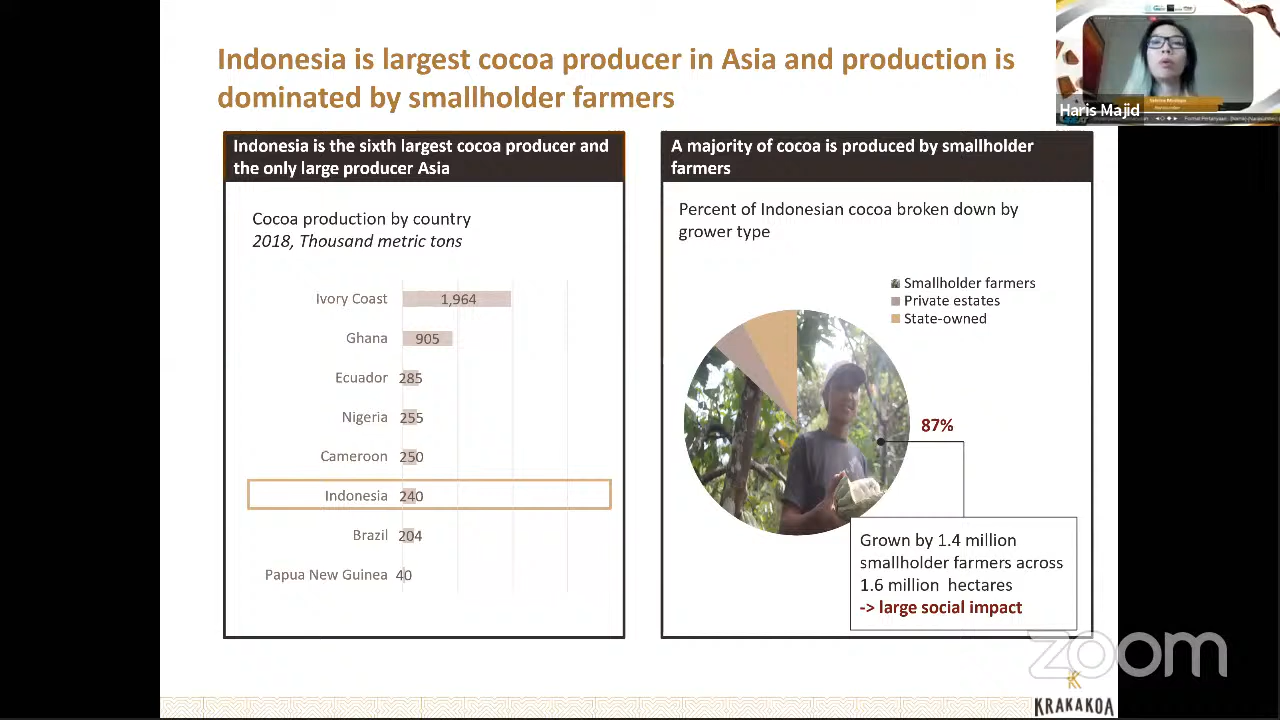 Indonesia is largest cocoa producer in Asia and production is
dominated by smallholder farmers
Haris Majid
Indonesia is the sixth largest cocoa producer and
the only large producer Asia
Cocoa production by country
2018, Thousand metric tons
Ivory Coast 1,964
Ghana 905
Ecuador 285
Nigeria 255
Cameroon 250
Indonesia 240
Brazil 204
Papua New Guinea 40
A majority of cocoa is produced by smallholder
farmers
Percent of Indonesian cocoa broken down by
grower type
Smallholder farmers
Private estates
State-owned
87%
Grown by 1.4 million
smallholder farmers across
1.6 million hectares
-> large social impact
zoom
KRAKAKOA